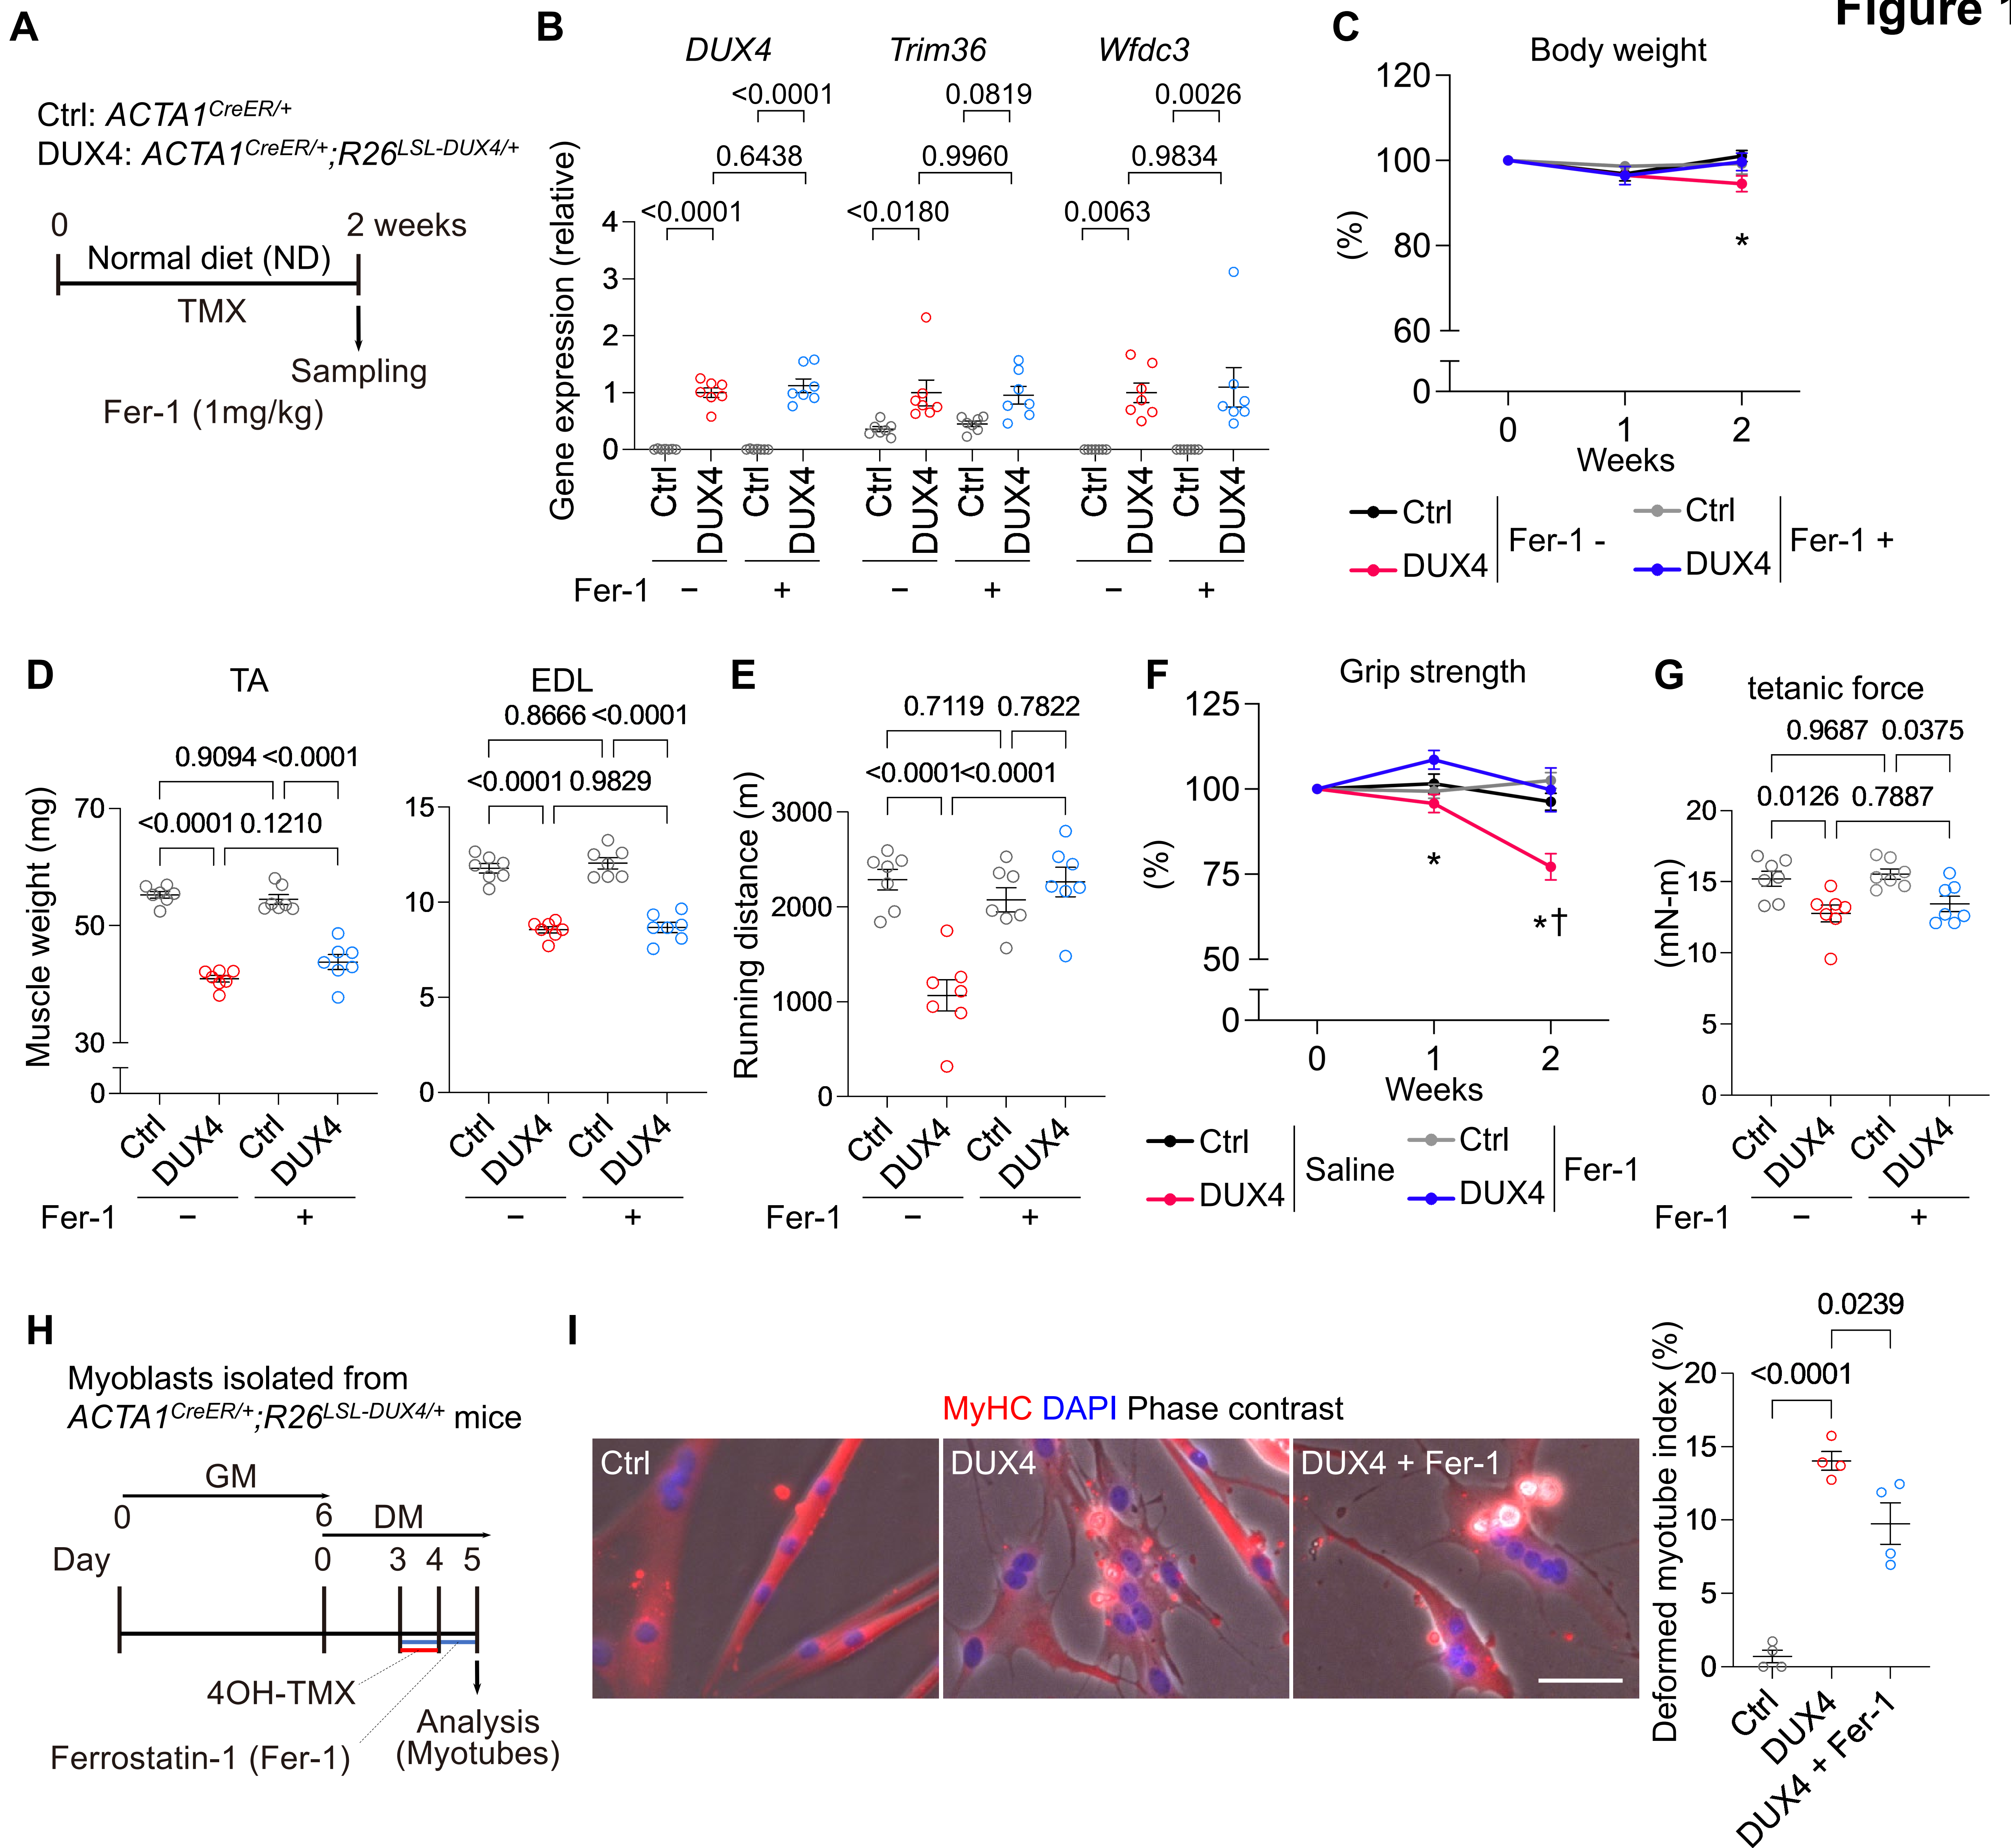 Figure 1
A
Ctrl: ACTA1CreER/+
DUX4: ACTA1CreER/+;R26LSL-DUX4/+
0 2 weeks
Normal diet (ND)
TMX
Sampling
Fer-1 (1mg/kg)
B
DUX4 Trim36 Wfdc3
<0.0001 0.0819 0.0026
0.6438 0.9960 0.9834
<0.0001 <0.0180 0.0063
Gene expression (relative)
4
3
2
1
0
Ctrl DUX4 Ctrl DUX4 Ctrl DUX4 Ctrl DUX4 Ctrl DUX4 Ctrl DUX4
Fer-1 − + − + − +
C
Body weight
(%)
120
100
80
60
0
*
0 1 2
Weeks
Ctrl Ctrl
DUX4 Fer-1 - DUX4 Fer-1 +
D
TA EDL
0.9094 <0.0001
<0.0001 0.1210
0.8666 <0.0001
<0.0001 0.9829
Muscle weight (mg)
70
50
30
0
15
10
5
0
Ctrl DUX4 Ctrl DUX4 Ctrl DUX4 Ctrl DUX4
Fer-1 − + − +
E
0.7119 0.7822
<0.0001 <0.0001
Running distance (m)
3000
2000
1000
0
Ctrl DUX4 Ctrl DUX4
Fer-1 − +
F
Grip strength
(%)
125
100
75
50
0
*
*†
0 1 2
Weeks
Ctrl Ctrl
DUX4 Saline DUX4 Fer-1
G
tetanic force
0.9687 0.0375
0.0126 0.7887
(mN-m)
20
15
10
5
0
Ctrl DUX4 Ctrl DUX4
Fer-1 − +
H
Myoblasts isolated from
ACTA1CreER/+;R26LSL-DUX4/+ mice
GM
0 6 DM
Day 0 3 4 5
4OH-TMX
Analysis
(Myotubes)
Ferrostatin-1 (Fer-1)
I
MyHC DAPI Phase contrast
Ctrl DUX4 DUX4 + Fer-1
0.0239
<0.0001
Deformed myotube index (%)
20
15
10
5
0
Ctrl
DUX4
DUX4 + Fer-1